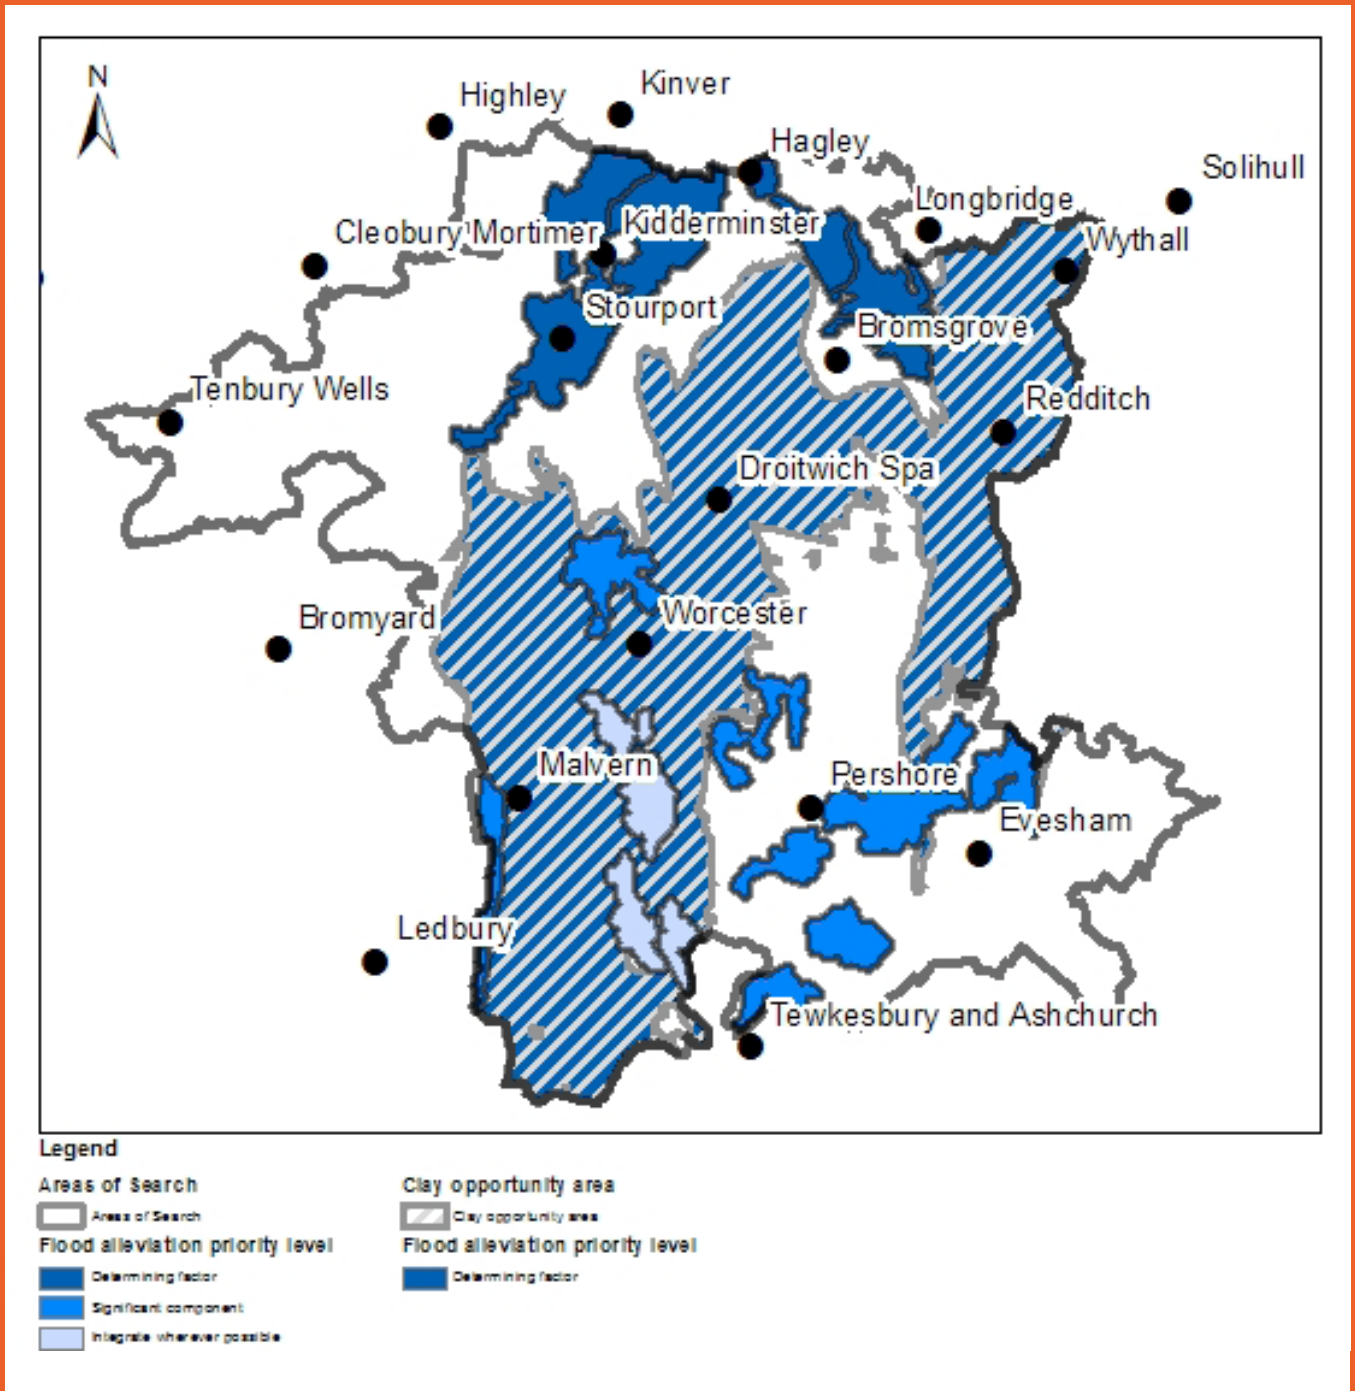 N
Kinver
Highley
Hagley
Solihull
Longbridge
Kidderminster
Cleobury Mortimer
Wythall
Stourport
Bromsgrove
Tenbury Wells
Redditch
Droitwich Spa
Worcester
Bromyard
Malvern
Pershore
Evesham
Ledbury
Tewkesbury and Ashchurch
Legend
Areas of Search
Areas of Search
Flood alleviation priority level
Determining factor
Significant component
Integrate wherever possible
Clay opportunity area
Clay opportunity area
Flood alleviation priority level
Determining factor